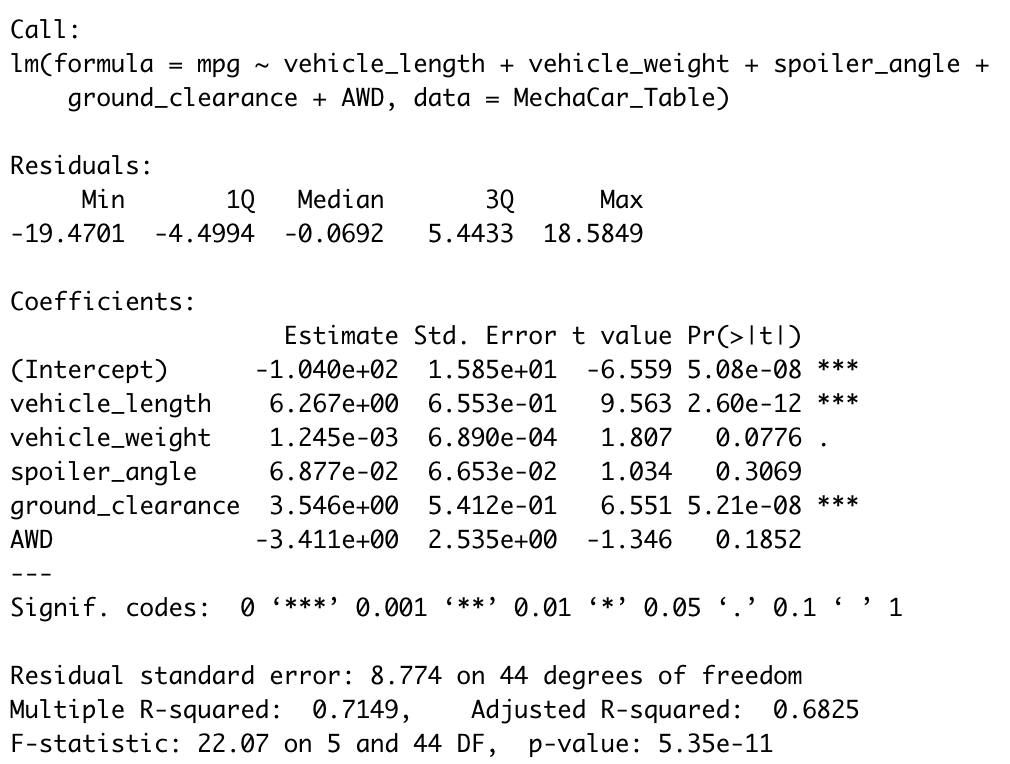 Call:
lm(formula = mpg ~ vehicle_length + vehicle_weight + spoiler_angle +
    ground_clearance + AWD, data = MechaCar_Table)

Residuals:
     Min       1Q   Median       3Q      Max
-19.4701  -4.4994  -0.0692   5.4433  18.5849

Coefficients:
                   Estimate Std. Error t value Pr(>|t|)
(Intercept)      -1.040e+02  1.585e+01  -6.559 5.08e-08 ***
vehicle_length    6.267e+00  6.553e-01   9.563 2.60e-12 ***
vehicle_weight    1.245e-03  6.890e-04   1.807   0.0776 .
spoiler_angle     6.877e-02  6.653e-02   1.034   0.3069
ground_clearance  3.546e+00  5.412e-01   6.551 5.21e-08 ***
AWD              -3.411e+00  2.535e+00  -1.346   0.1852
---
Signif. codes:  0 ‘***’ 0.001 ‘**’ 0.01 ‘*’ 0.05 ‘.’ 0.1 ‘ ’ 1

Residual standard error: 8.774 on 44 degrees of freedom
Multiple R-squared:  0.7149,    Adjusted R-squared:  0.6825
F-statistic: 22.07 on 5 and 44 DF,  p-value: 5.35e-11